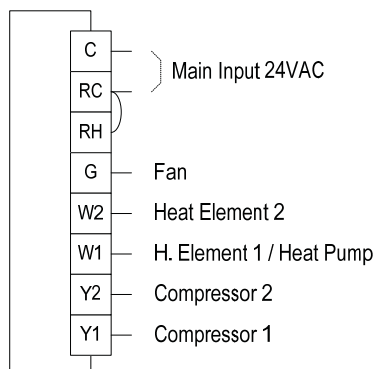 C
Main Input 24VAC
RC
RH
G Fan
W2 Heat Element 2
W1 H. Element 1 / Heat Pump
Y2 Compressor 2
Y1 Compressor 1